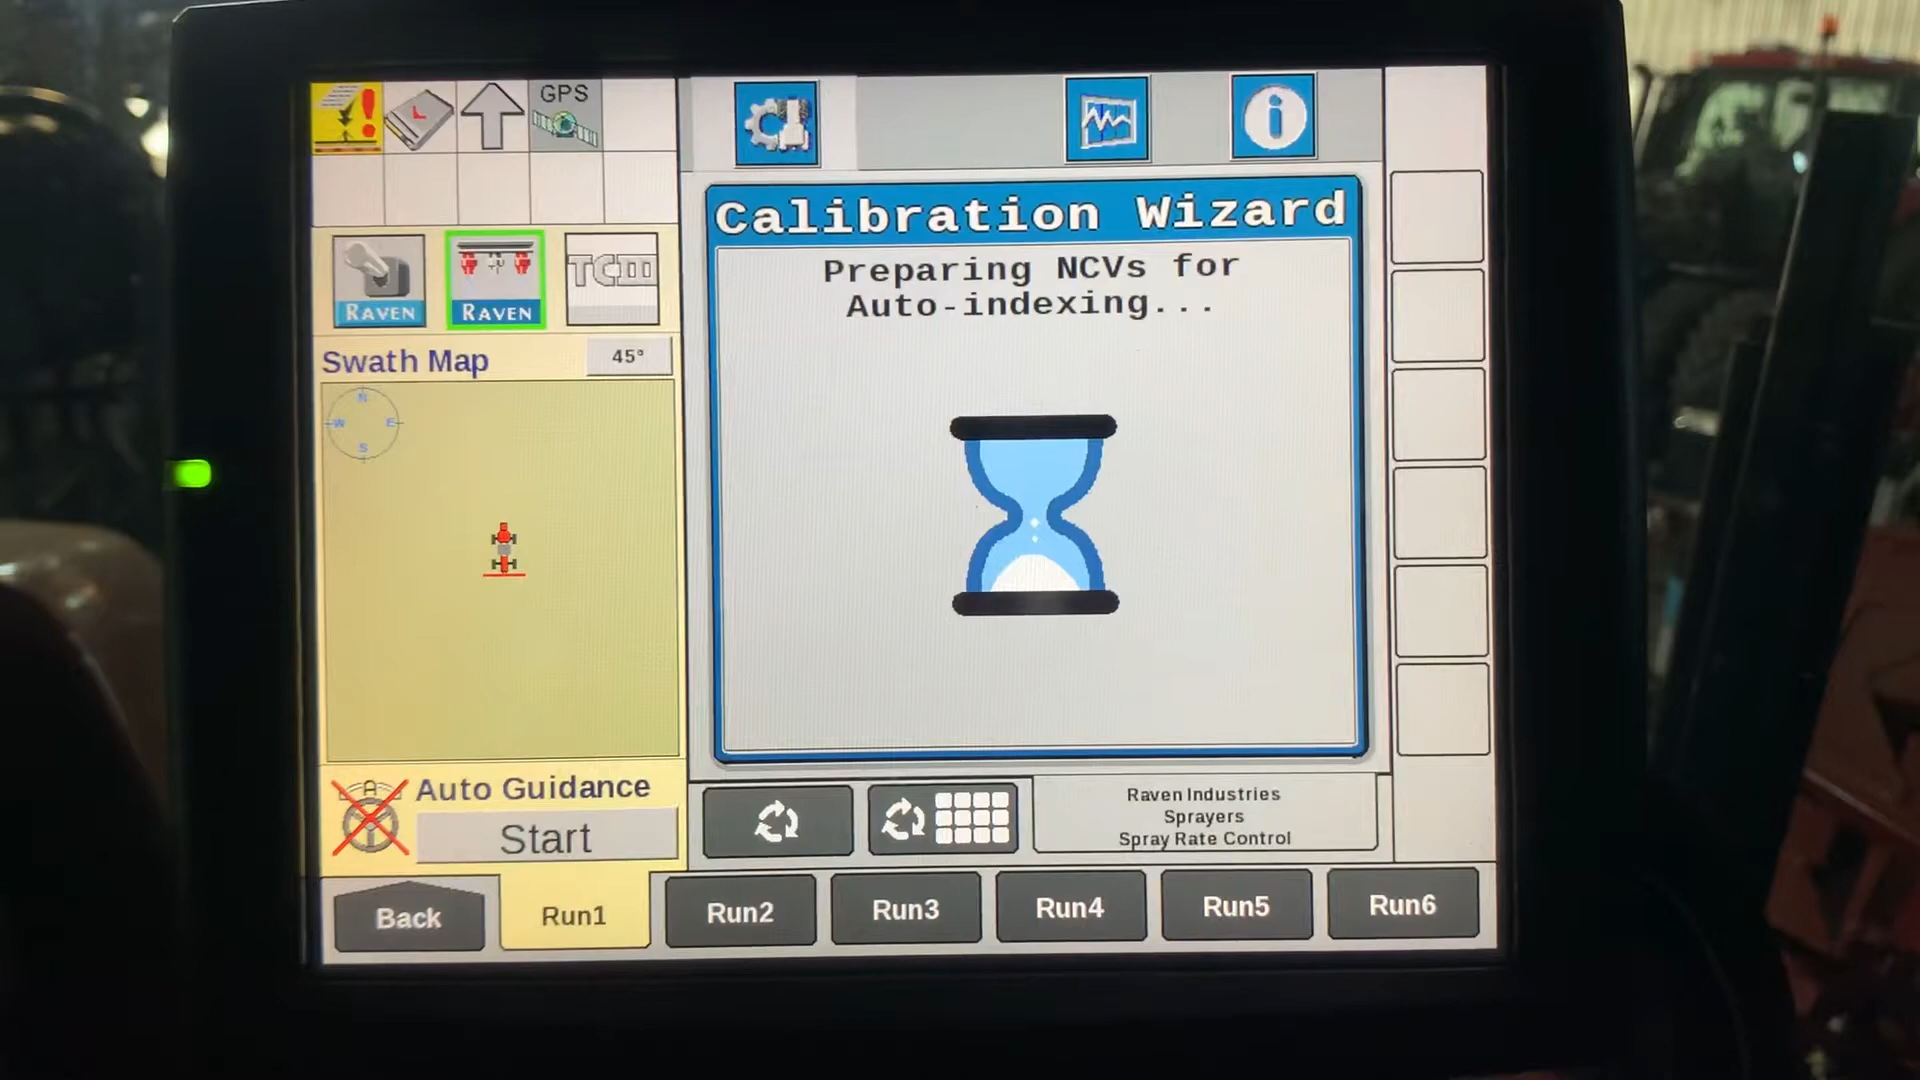 GPS
Calibration Wizard
Preparing NCVs for
Auto-indexing...
RAVEN
RAVEN
TCIII
Swath Map
45°
N
W
E
S
Auto Guidance
Start
Raven Industries
Sprayers
Spray Rate Control
Back
Run1
Run2
Run3
Run4
Run5
Run6